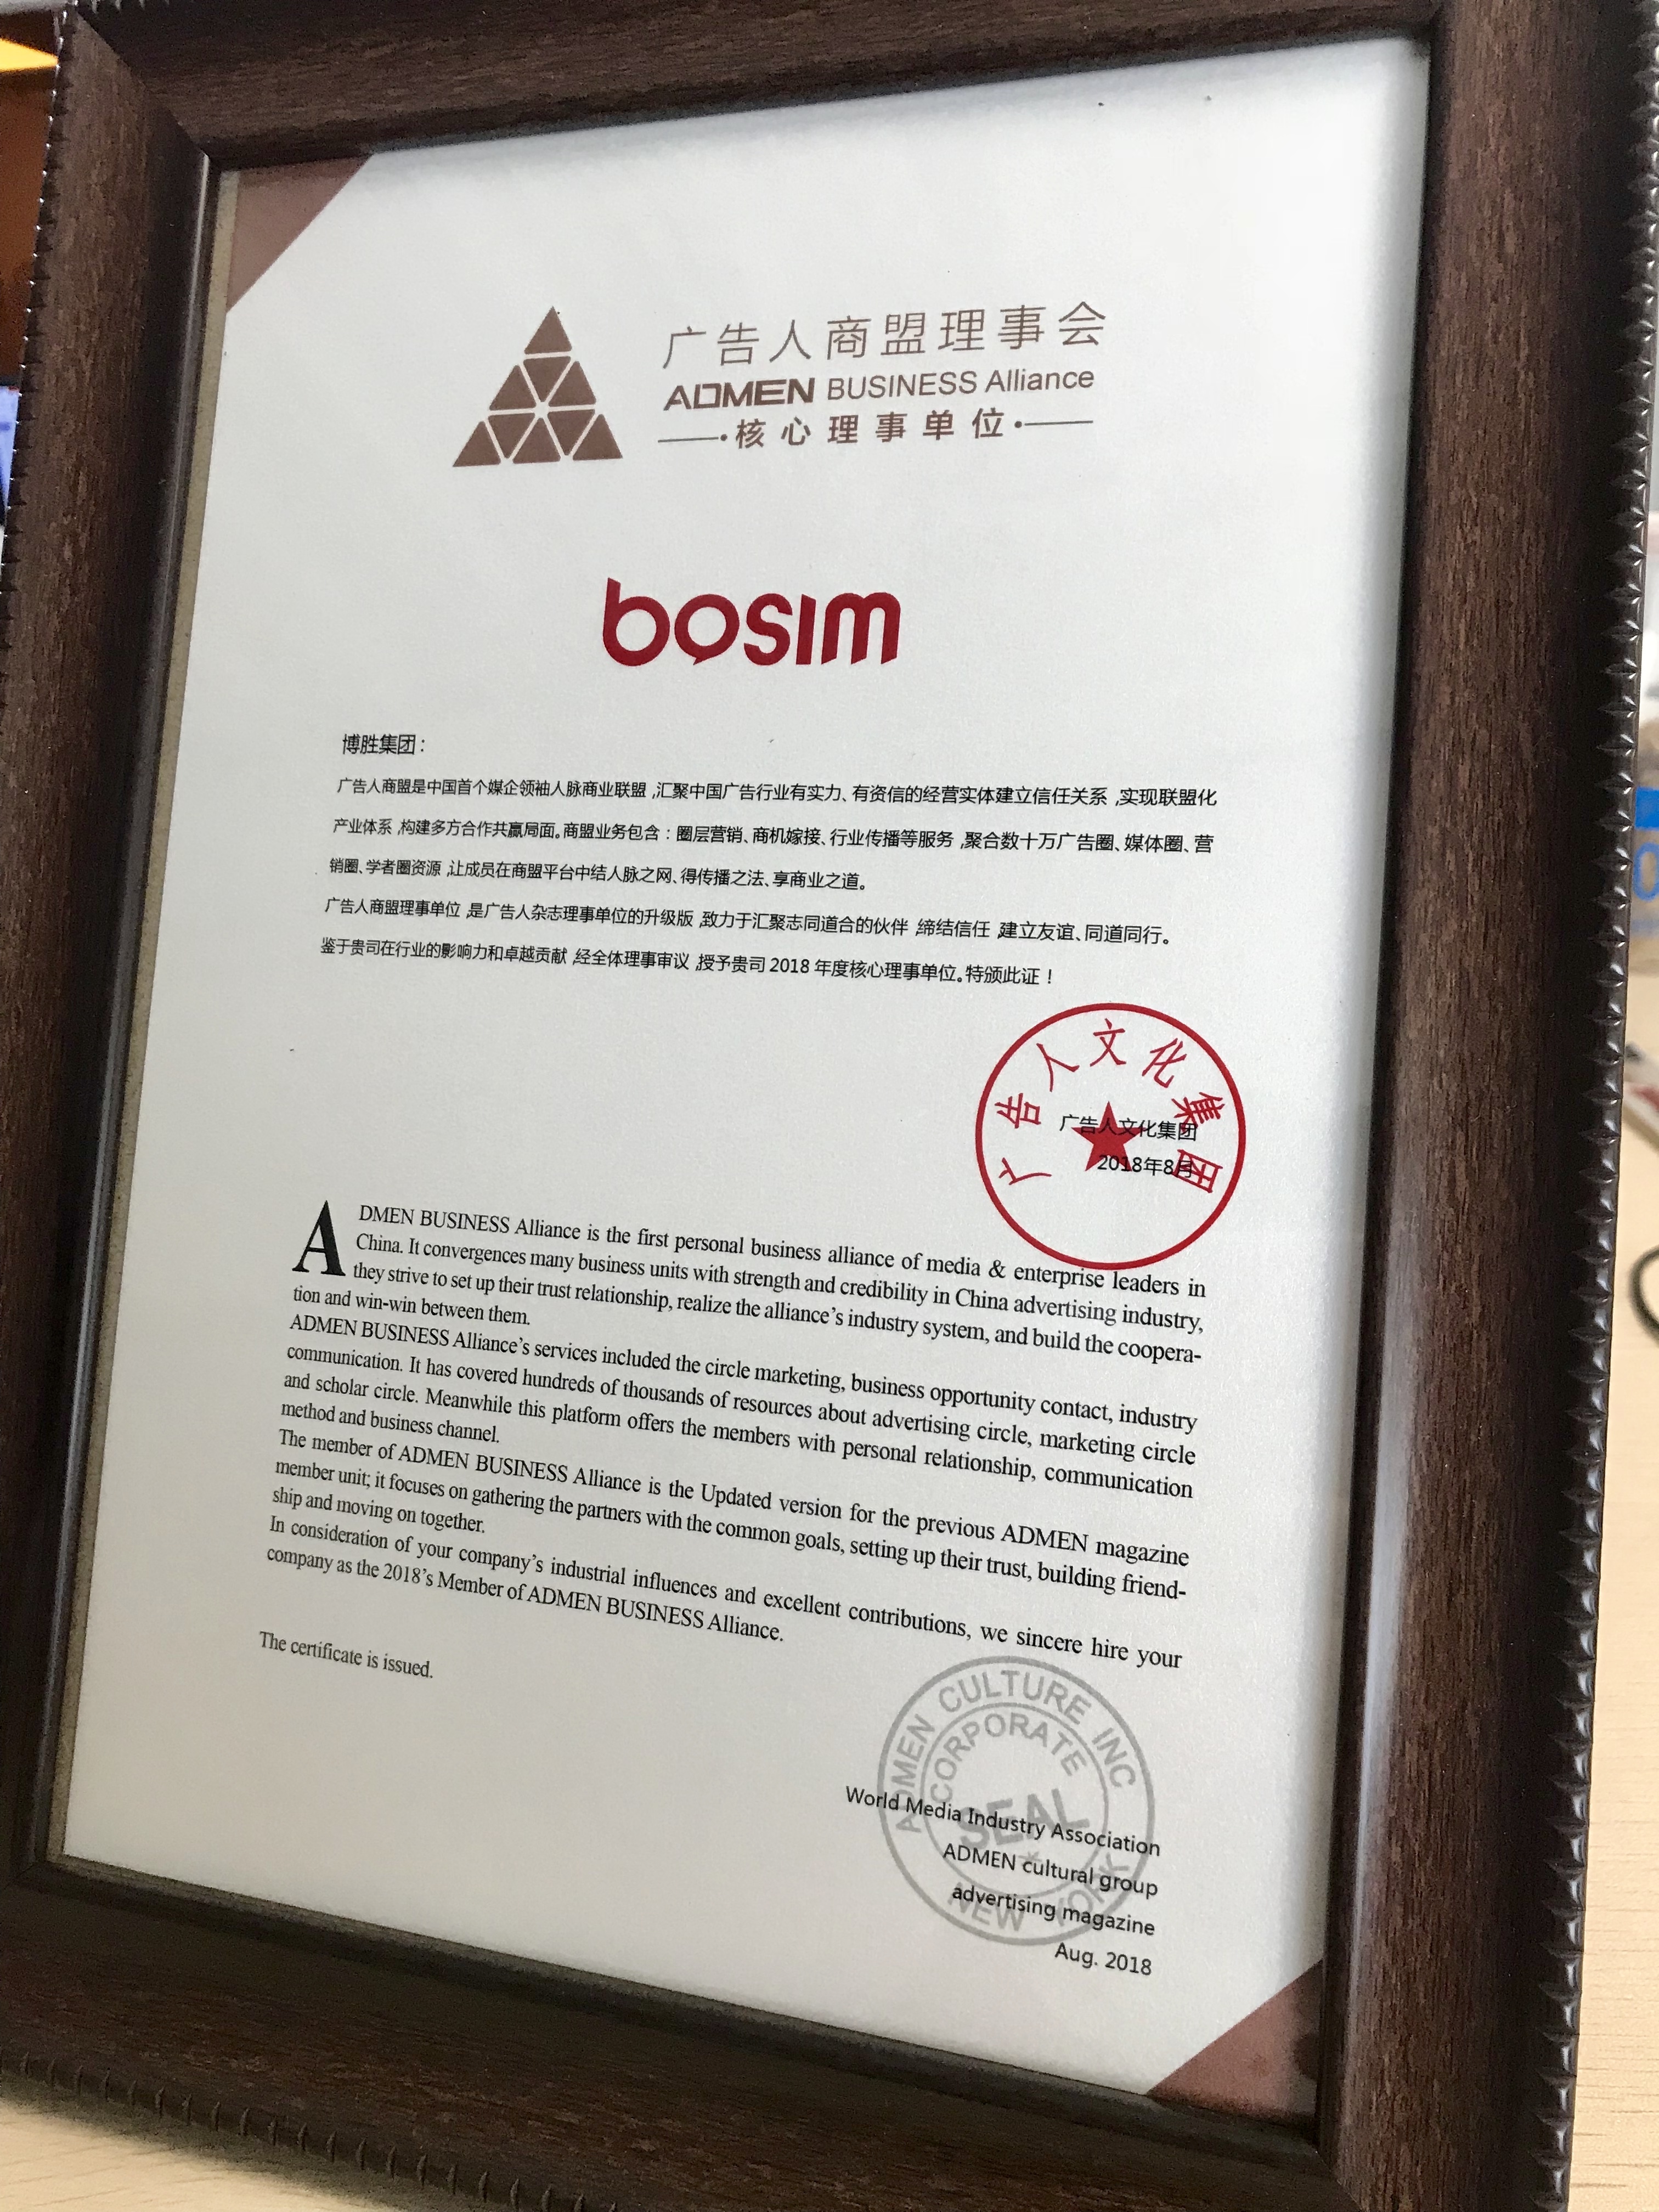 广告人商盟理事会
ADMEN BUSINESS Alliance
核心理事单位
bosim
博胜集团：
广告人商盟是中国首个媒企领袖人脉商业联盟,汇聚中国广告行业有实力、有资信的经营实体建立信任关系,实现联盟化
产业体系,构建多方合作共赢局面。商盟业务包含：圈层营销、商机嫁接、行业传播等服务,聚合数十万广告圈、媒体圈、营
销圈、学者圈资源,让成员在商盟平台中结人脉之网、得传播之法、享商业之道。
广告人商盟理事单位,是广告人杂志理事单位的升级版,致力于汇聚志同道合的伙伴,缔结信任,建立友谊、同道同行。
鉴于贵司在行业的影响力和卓越贡献,经全体理事审议,授予贵司2018年度核心理事单位。特颁此证！
广告人文化集团
广告人文化集团
2018年8月
ADMEN BUSINESS Alliance is the first personal business alliance of media & enterprise leaders in
China. It convergences many business units with strength and credibility in China advertising industry,
they strive to set up their trust relationship, realize the alliance's industry system, and build the coopera-
tion and win-win between them.
ADMEN BUSINESS Alliance's services included the circle marketing, business opportunity contact, industry
communication. It has covered hundreds of thousands of resources about advertising circle, marketing circle
and scholar circle. Meanwhile this platform offers the members with personal relationship, communication
method and business channel.
The member of ADMEN BUSINESS Alliance is the Updated version for the previous ADMEN magazine
member unit; it focuses on gathering the partners with the common goals, setting up their trust, building friend-
ship and moving on together.
In consideration of your company's industrial influences and excellent contributions, we sincere hire your
company as the 2018's Member of ADMEN BUSINESS Alliance.
The certificate is issued.
ADMEN CULTURE INC
CORPORATE
SEAL
NEW YORK
World Media Industry Association
ADMEN cultural group
advertising magazine
Aug. 2018